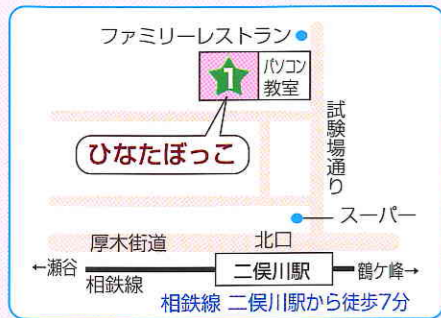 ファミリーレストラン
1
パソコン
教室
ひなたぼっこ
試験場通り
スーパー
厚木街道
北口
←瀬谷
二俣川駅
鶴ケ峰→
相鉄線
相鉄線 二俣川駅から徒歩7分